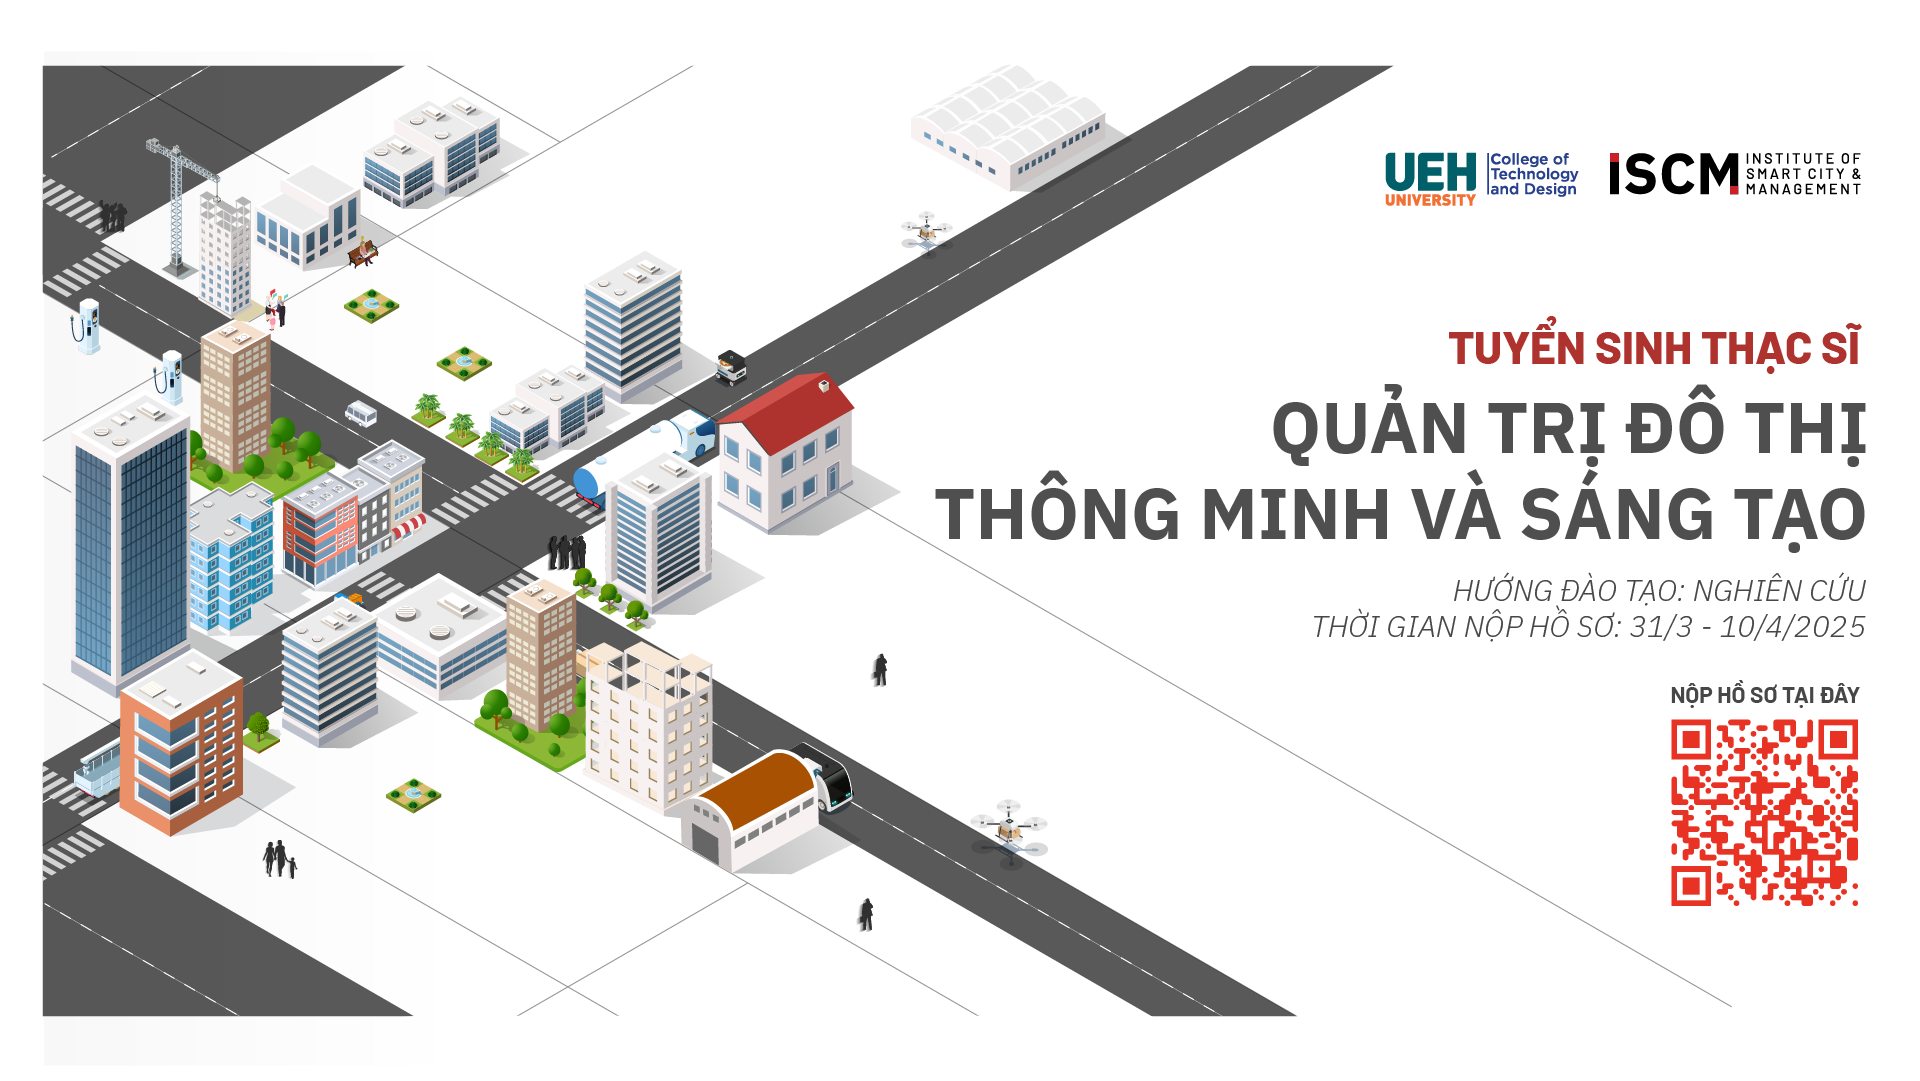 UEH
UNIVERSITY
College of
Technology
and Design
ISCM
INSTITUTE OF
SMART CITY &
MANAGEMENT
TUYỂN SINH THẠC SĨ
QUẢN TRỊ ĐÔ THỊ
THÔNG MINH VÀ SÁNG TẠO
HƯỚNG ĐÀO TẠO: NGHIÊN CỨU
THỜI GIAN NỘP HỒ SƠ: 31/3 - 10/4/2025
NỘP HỒ SƠ TẠI ĐÂY